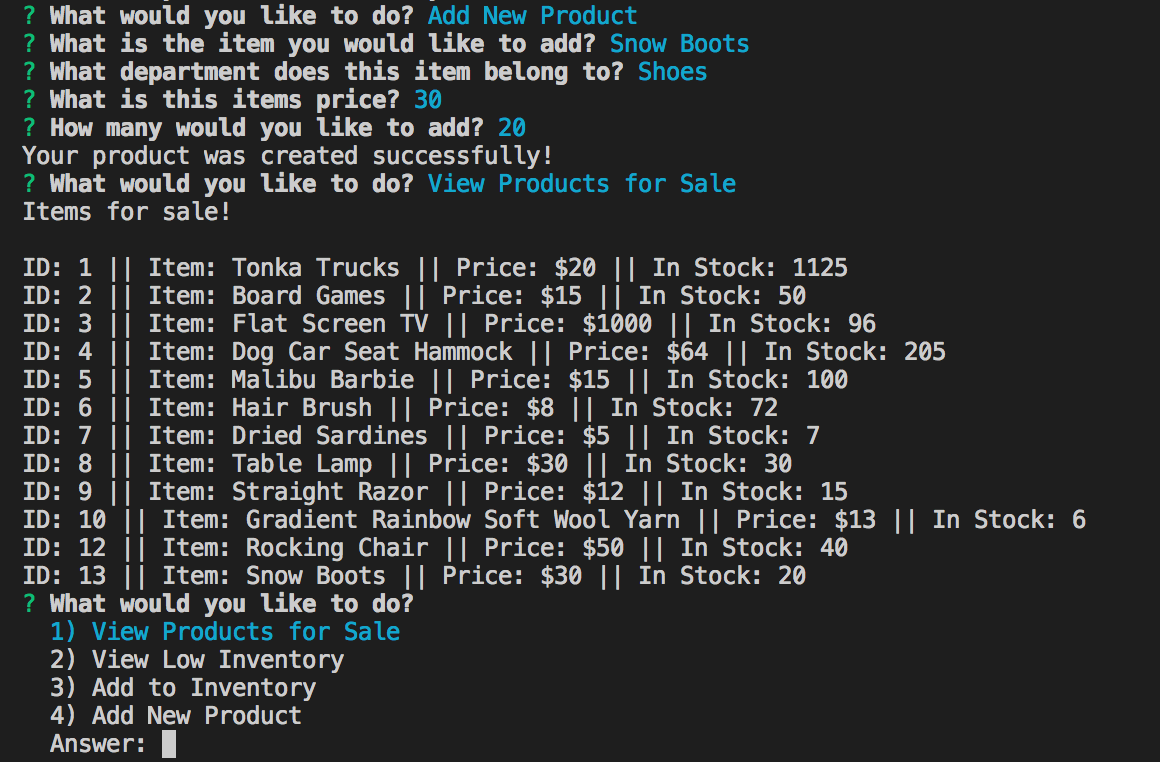 ? What would you like to do? Add New Product
? What is the item you would like to add? Snow Boots
? What department does this item belong to? Shoes
? What is this items price? 30
? How many would you like to add? 20
Your product was created successfully!
? What would you like to do? View Products for Sale
Items for sale!
ID: 1 || Item: Tonka Trucks || Price: $20 || In Stock: 1125
ID: 2 || Item: Board Games || Price: $15 || In Stock: 50
ID: 3 || Item: Flat Screen TV || Price: $1000 || In Stock: 96
ID: 4 || Item: Dog Car Seat Hammock || Price: $64 || In Stock: 205
ID: 5 || Item: Malibu Barbie || Price: $15 || In Stock: 100
ID: 6 || Item: Hair Brush || Price: $8 || In Stock: 72
ID: 7 || Item: Dried Sardines || Price: $5 || In Stock: 7
ID: 8 || Item: Table Lamp || Price: $30 || In Stock: 30
ID: 9 || Item: Straight Razor || Price: $12 || In Stock: 15
ID: 10 || Item: Gradient Rainbow Soft Wool Yarn || Price: $13 || In Stock: 6
ID: 12 || Item: Rocking Chair || Price: $50 || In Stock: 40
ID: 13 || Item: Snow Boots || Price: $30 || In Stock: 20
? What would you like to do?
1) View Products for Sale
2) View Low Inventory
3) Add to Inventory
4) Add New Product
Answer: